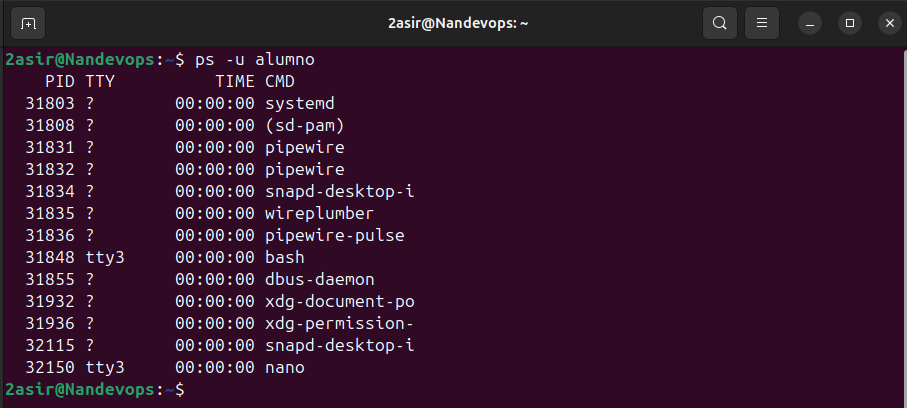 2asir@Nandevops: ~
2asir@Nandevops:~$ ps -u alumno
    PID TTY          TIME CMD
  31803 ?        00:00:00 systemd
  31808 ?        00:00:00 (sd-pam)
  31831 ?        00:00:00 pipewire
  31832 ?        00:00:00 pipewire
  31834 ?        00:00:00 snapd-desktop-i
  31835 ?        00:00:00 wireplumber
  31836 ?        00:00:00 pipewire-pulse
  31848 tty3     00:00:00 bash
  31855 ?        00:00:00 dbus-daemon
  31932 ?        00:00:00 xdg-document-po
  31936 ?        00:00:00 xdg-permission-
  32115 ?        00:00:00 snapd-desktop-i
  32150 tty3     00:00:00 nano
2asir@Nandevops:~$